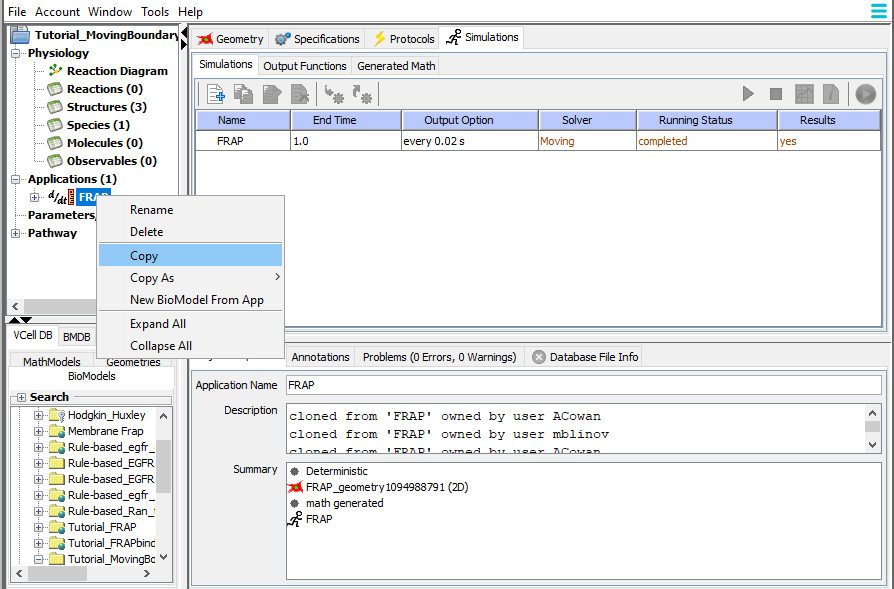 File Account Window Tools Help
Tutorial_MovingBoundary
Physiology
Reaction Diagram
Reactions (0)
Structures (3)
Species (1)
Molecules (0)
Observables (0)
Applications (1)
d/dt FRAP
Parameters,
Pathway
Rename
Delete
Copy
Copy As
New BioModel From App
Expand All
Collapse All
VCell DB BMDB
MathModels Geometries
BioModels
Search
Hodgkin_Huxley
Membrane Frap
Rule-based_egfr_
Rule-based_EGFR
Rule-based_EGFR
Rule-based_egfr_
Rule-based_Ran_
Tutorial_FRAP
Tutorial_FRAPbind
Tutorial_MovingBo
Geometry Specifications Protocols Simulations
Simulations Output Functions Generated Math
Name End Time Output Option Solver Running Status Results
FRAP 1.0 every 0.02 s Moving completed yes
Annotations Problems (0 Errors, 0 Warnings) Database File Info
Application Name FRAP
Description
cloned from 'FRAP' owned by user ACowan
cloned from 'FRAP' owned by user mblinov
cloned from 'FRAP' owned by user ACowan
Summary
Deterministic
FRAP_geometry1094988791 (2D)
math generated
FRAP